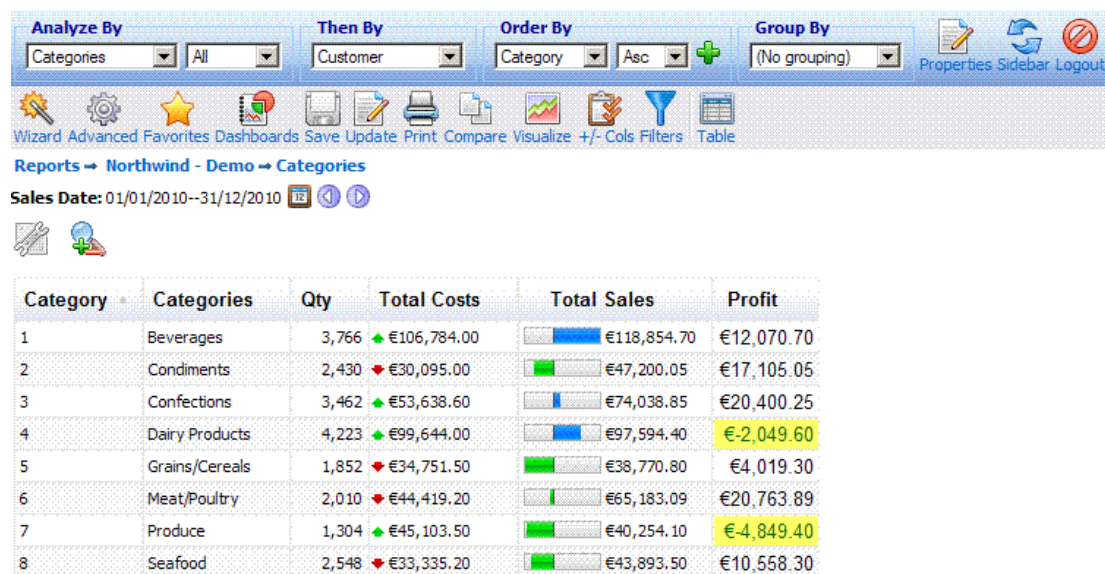 Analyze By Then By Order By Group By
Categories All Customer Category Asc (No grouping) Properties Sidebar Logout
Wizard Advanced Favorites Dashboards Save Update Print Compare Visualize +/- Cols Filters Table
Reports → Northwind - Demo → Categories
Sales Date: 01/01/2010--31/12/2010 12
Category Categories Qty Total Costs Total Sales Profit
1 Beverages 3,766 €106,784.00 €118,854.70 €12,070.70
2 Condiments 2,430 €30,095.00 €47,200.05 €17,105.05
3 Confections 3,462 €53,638.60 €74,038.85 €20,400.25
4 Dairy Products 4,223 €99,644.00 €97,594.40 €-2,049.60
5 Grains/Cereals 1,852 €34,751.50 €38,770.80 €4,019.30
6 Meat/Poultry 2,010 €44,419.20 €65,183.09 €20,763.89
7 Produce 1,304 €45,103.50 €40,254.10 €-4,849.40
8 Seafood 2,548 €33,335.20 €43,893.50 €10,558.30